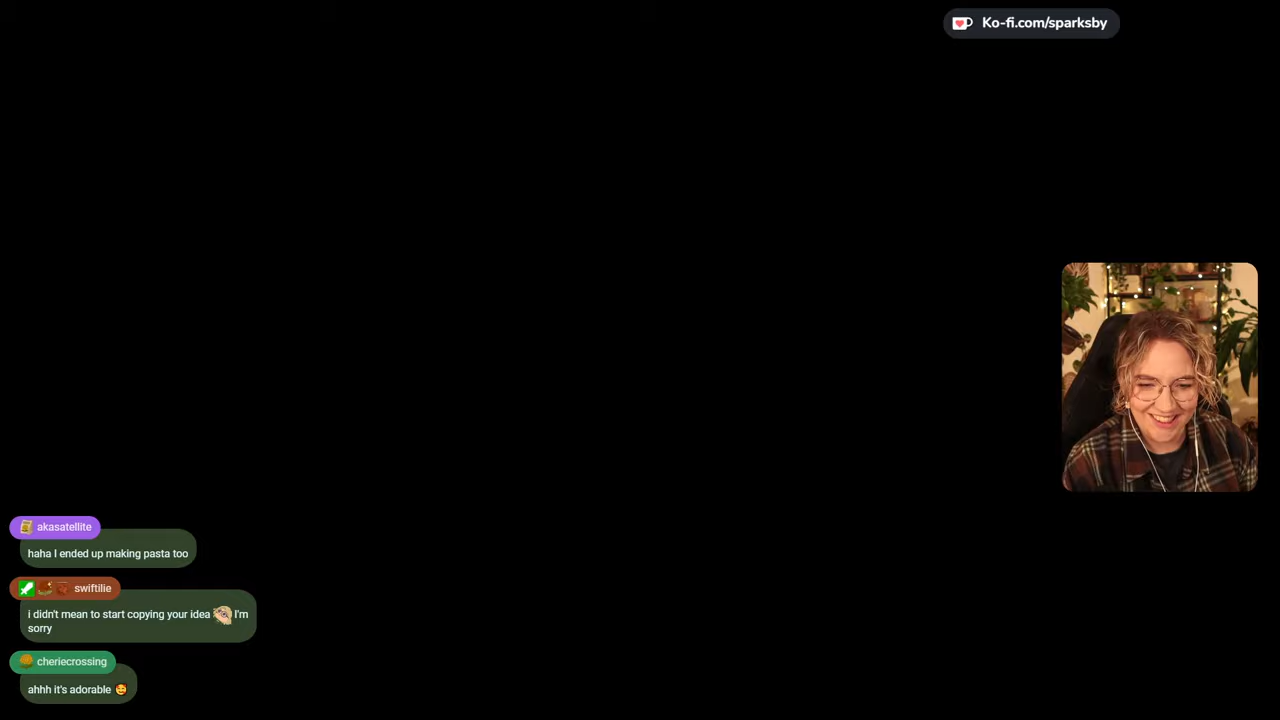 Ko-fi.com/sparksby
akasatellite
haha I ended up making pasta too
swiftilie
i didn't mean to start copying your idea I'm
sorry
cheriecrossing
ahhh it's adorable